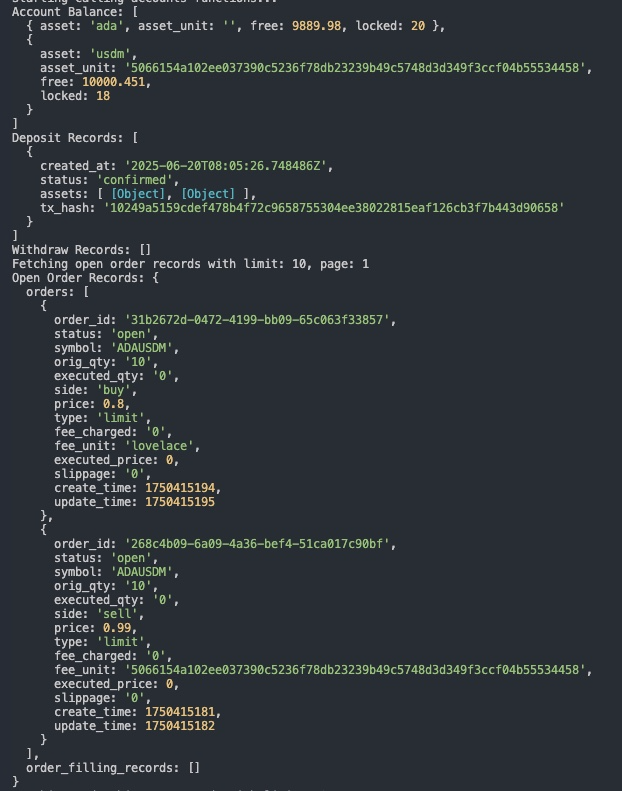 Starting calling accounts functions...
Account Balance: [
  { asset: 'ada', asset_unit: '', free: 9889.98, locked: 20 },
  {
    asset: 'usdm',
    asset_unit: '5066154a102ee037390c5236f78db23239b49c5748d3d349f3ccf04b55534458',
    free: 10000.451,
    locked: 18
  }
]
Deposit Records: [
  {
    created_at: '2025-06-20T08:05:26.748486Z',
    status: 'confirmed',
    assets: [ [Object], [Object] ],
    tx_hash: '10249a5159cdef478b4f72c9658755304ee38022815eaf126cb3f7b443d90658'
  }
]
Withdraw Records: []
Fetching open order records with limit: 10, page: 1
Open Order Records: {
  orders: [
    {
      order_id: '31b2672d-0472-4199-bb09-65c063f33857',
      status: 'open',
      symbol: 'ADAUSDM',
      orig_qty: '10',
      executed_qty: '0',
      side: 'buy',
      price: 0.8,
      type: 'limit',
      fee_charged: '0',
      fee_unit: 'lovelace',
      executed_price: 0,
      slippage: '0',
      create_time: 1750415194,
      update_time: 1750415195
    },
    {
      order_id: '268c4b09-6a09-4a36-bef4-51ca017c90bf',
      status: 'open',
      symbol: 'ADAUSDM',
      orig_qty: '10',
      executed_qty: '0',
      side: 'sell',
      price: 0.99,
      type: 'limit',
      fee_charged: '0',
      fee_unit: '5066154a102ee037390c5236f78db23239b49c5748d3d349f3ccf04b55534458',
      executed_price: 0,
      slippage: '0',
      create_time: 1750415181,
      update_time: 1750415182
    }
  ],
  order_filling_records: []
}